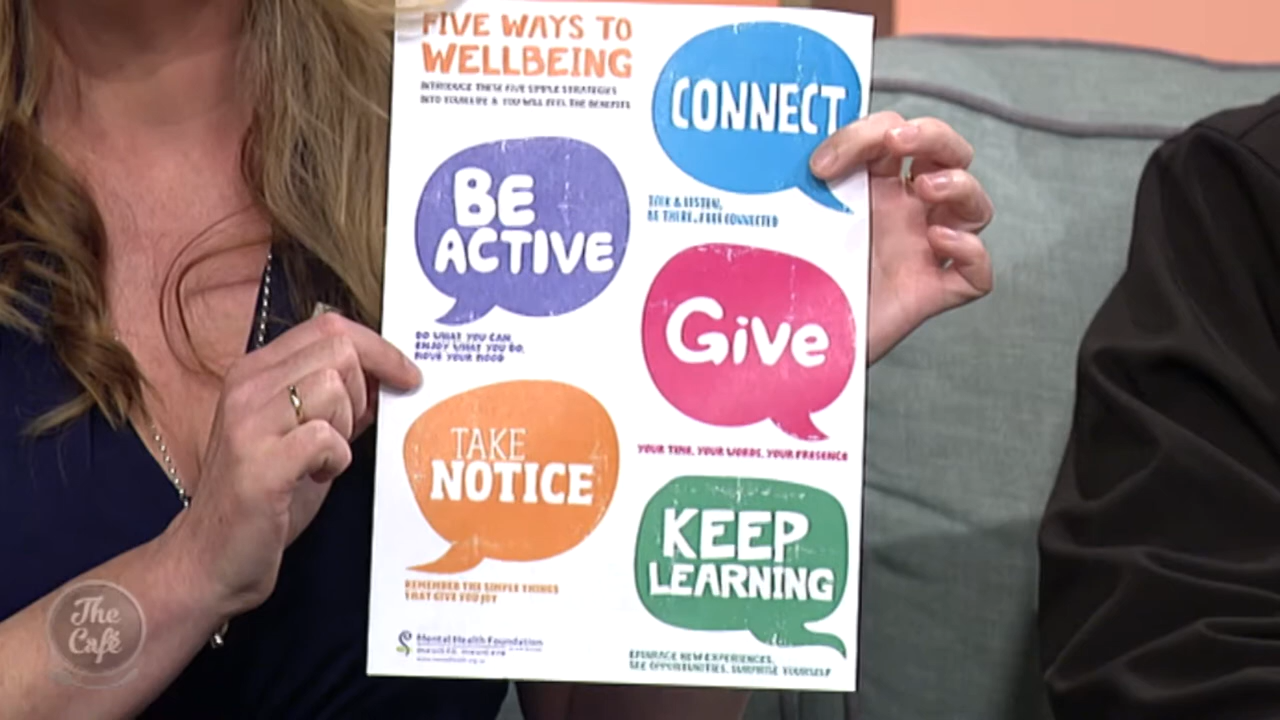 FIVE WAYS TO
WELLBEING
INTRODUCE THESE FIVE SIMPLE STRATEGIES
INTO YOUR LIFE & YOU WILL FEEL THE BENEFITS
CONNECT
TALK & LISTEN,
BE THERE, FEEL CONNECTED
BE
ACTIVE
DO WHAT YOU CAN,
ENJOY WHAT YOU DO,
MOVE YOUR MOOD
GiVe
YOUR TIME, YOUR WORDS, YOUR PRESENCE
TAKE
NOTICE
REMEMBER THE SIMPLE THINGS
THAT GIVE YOU JOY
KEEP
LEARNING
EMBRACE NEW EXPERIENCES,
SEE OPPORTUNITIES, SURPRISE YOURSELF
Mental Health Foundation
The
Café